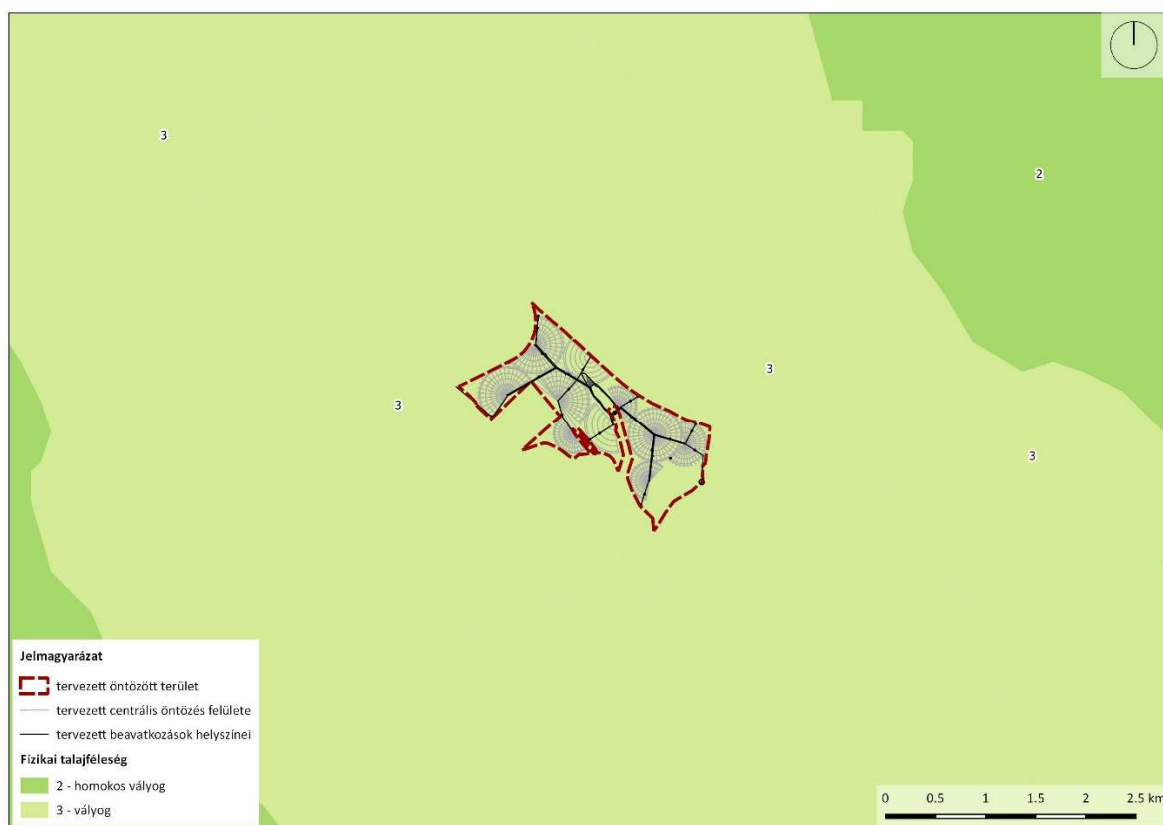 3
2
3
3
3
Jelmagyarázat
tervezett öntözött terület
tervezett centrális öntözés felülete
tervezett beavatkozások helyszínei
Fizikai talajféleség
2 - homokos vályog
3 - vályog
0 0.5 1 1.5 2 2.5 km